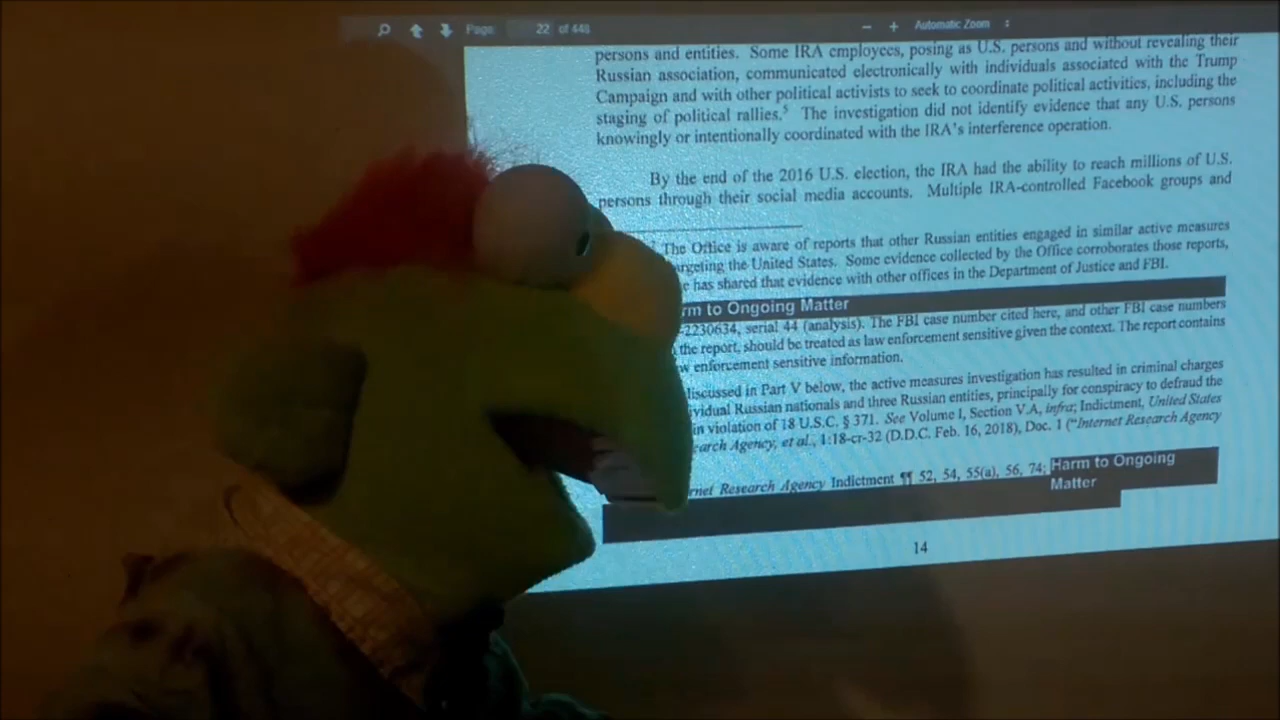 Page: 22 of 448 − + Automatic Zoom
persons and entities. Some IRA employees, posing as U.S. persons and without revealing their
Russian association, communicated electronically with individuals associated with the Trump
Campaign and with other political activists to seek to coordinate political activities, including the
staging of political rallies.5 The investigation did not identify evidence that any U.S. persons
knowingly or intentionally coordinated with the IRA's interference operation.
By the end of the 2016 U.S. election, the IRA had the ability to reach millions of U.S.
persons through their social media accounts. Multiple IRA-controlled Facebook groups and
The Office is aware of reports that other Russian entities engaged in similar active measures
argeting the United States. Some evidence collected by the Office corroborates those reports,
e has shared that evidence with other offices in the Department of Justice and FBI.
rm to Ongoing Matter
2230634, serial 44 (analysis). The FBI case number cited here, and other FBI case numbers
the report, should be treated as law enforcement sensitive given the context. The report contains
w enforcement sensitive information.
discussed in Part V below, the active measures investigation has resulted in criminal charges
vidual Russian nationals and three Russian entities, principally for conspiracy to defraud the
in violation of 18 U.S.C. § 371. See Volume I, Section V.A, infra; Indictment, United States
earch Agency, et al., 1:18-cr-32 (D.D.C. Feb. 16, 2018), Doc. 1 ("Internet Research Agency
rnet Research Agency Indictment ¶¶ 52, 54, 55(a), 56, 74; Harm to Ongoing
Matter
14